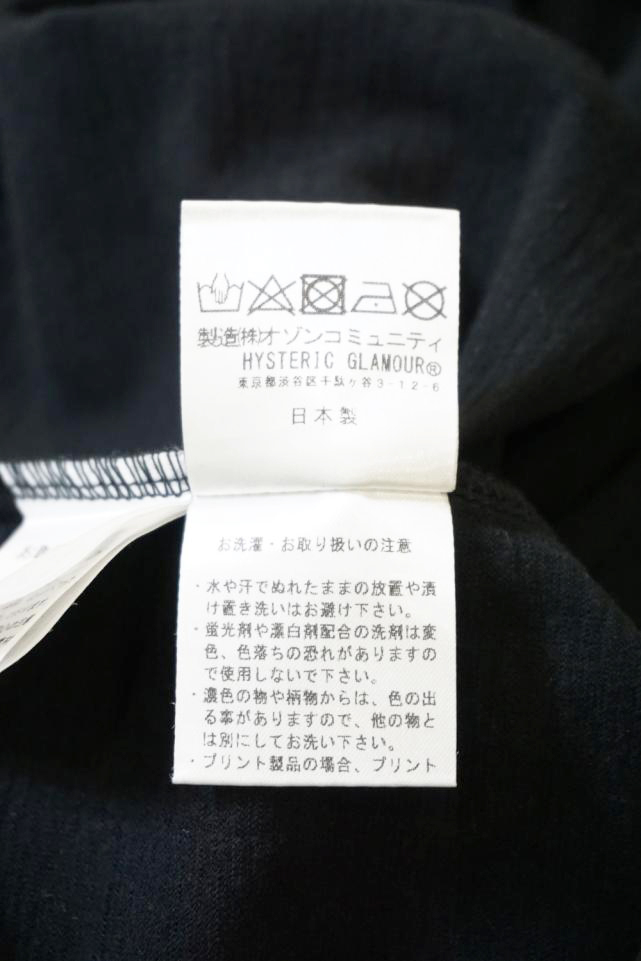 製造(株)オゾンコミュニティ
HYSTERIC GLAMOUR®
東京都渋谷区千駄ヶ谷3-12-6
日本製
お洗濯・お取り扱いの注意
・水や汗でぬれたままの放置や漬
け置き洗いはお避け下さい。
・蛍光剤や漂白剤配合の洗剤は変
色、色落ちの恐れがありますの
で使用しないで下さい。
・濃色の物や柄物からは、色の出
る事がありますので、他の物と
は別にしてお洗い下さい。
・プリント製品の場合、プリント